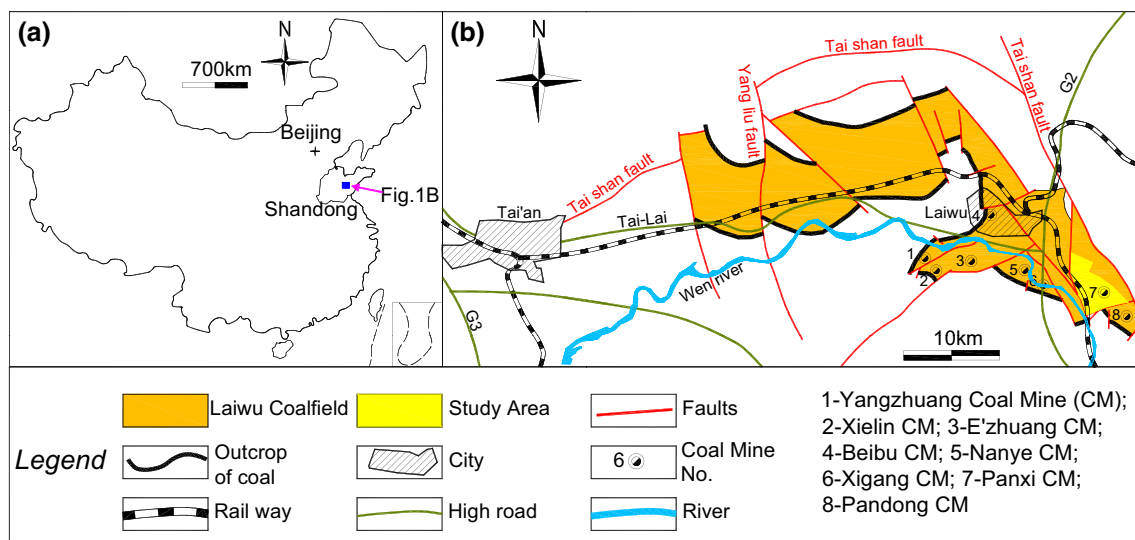 (a)
N
700km
Beijing
Shandong
Fig.1B
(b)
N
Tai shan fault
Tai shan fault
G2
Yang liu fault
Tai shan fault
Tai'an
Tai-Lai
Laiwu
4
1
2
3
5
6
7
8
Wen river
G3
10km
Legend
Laiwu Coalfield
Study Area
Faults
Outcrop
of coal
City
6
Coal Mine
No.
Rail way
High road
River
1-Yangzhuang Coal Mine (CM);
2-Xielin CM; 3-E'zhuang CM;
4-Beibu CM; 5-Nanye CM;
6-Xigang CM; 7-Panxi CM;
8-Pandong CM